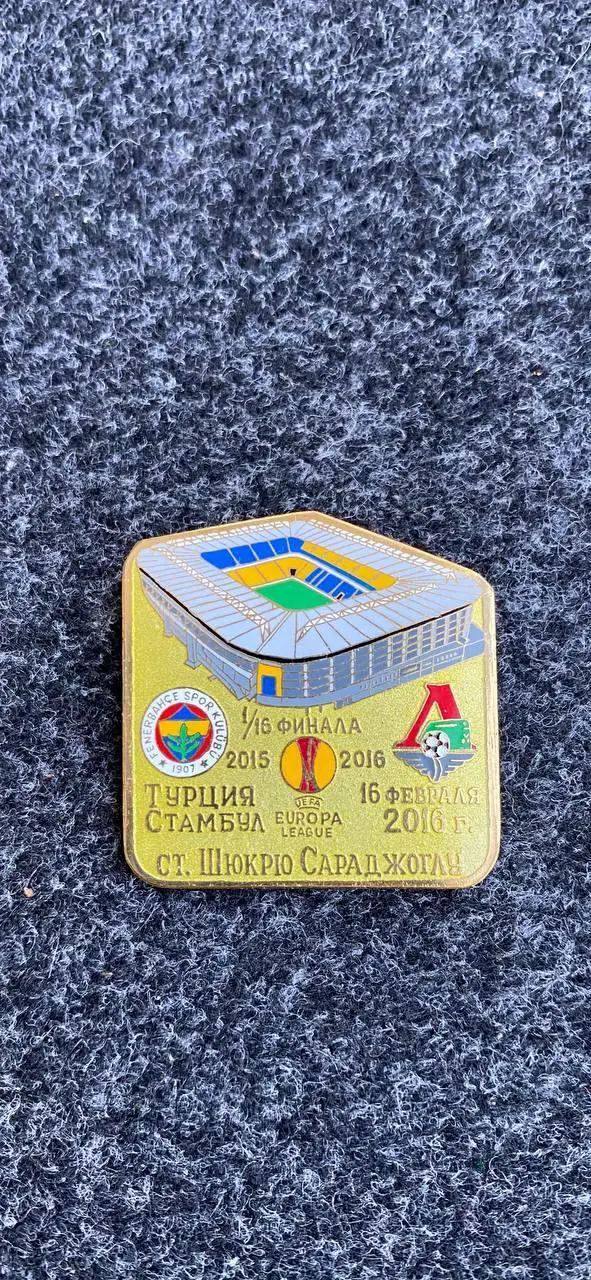 1/16 ФИНАЛА
FENERBAHÇE SPOR KULÜBÜ
1907
2015 2016
ТУРЦИЯ
СТАМБУЛ
UEFA
EUROPA
LEAGUE
16 ФЕВРАЛЯ
2016 г.
ст. ШЮКРЮ САРАДЖОГЛУ